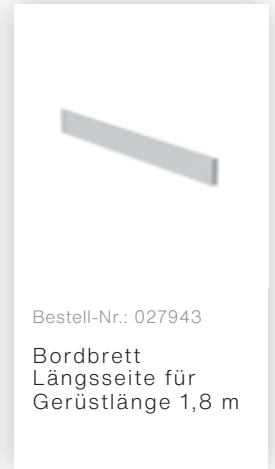 Bestell-Nr.: 027943
Bordbrett
Längsseite für
Gerüstlänge 1,8 m